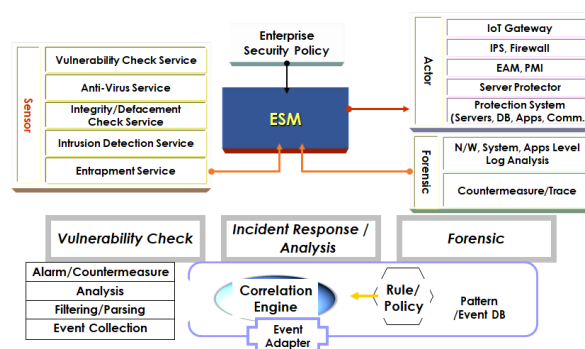 Enterprise
Security Policy
Sensor
Vulnerability Check Service
Anti-Virus Service
Integrity/Defacement
Check Service
Intrusion Detection Service
Entrapment Service
ESM
Actor
IoT Gateway
IPS, Firewall
EAM, PMI
Server Protector
Protection System
(Servers, DB, Apps, Comm.
Forensic
N/W, System, Apps Level
Log Analysis
Countermeasure/Trace
Vulnerability Check
Incident Response /
Analysis
Forensic
Alarm/Countermeasure
Analysis
Filtering/Parsing
Event Collection
Correlation
Engine
Event
Adapter
Rule/
Policy
Pattern
/Event DB